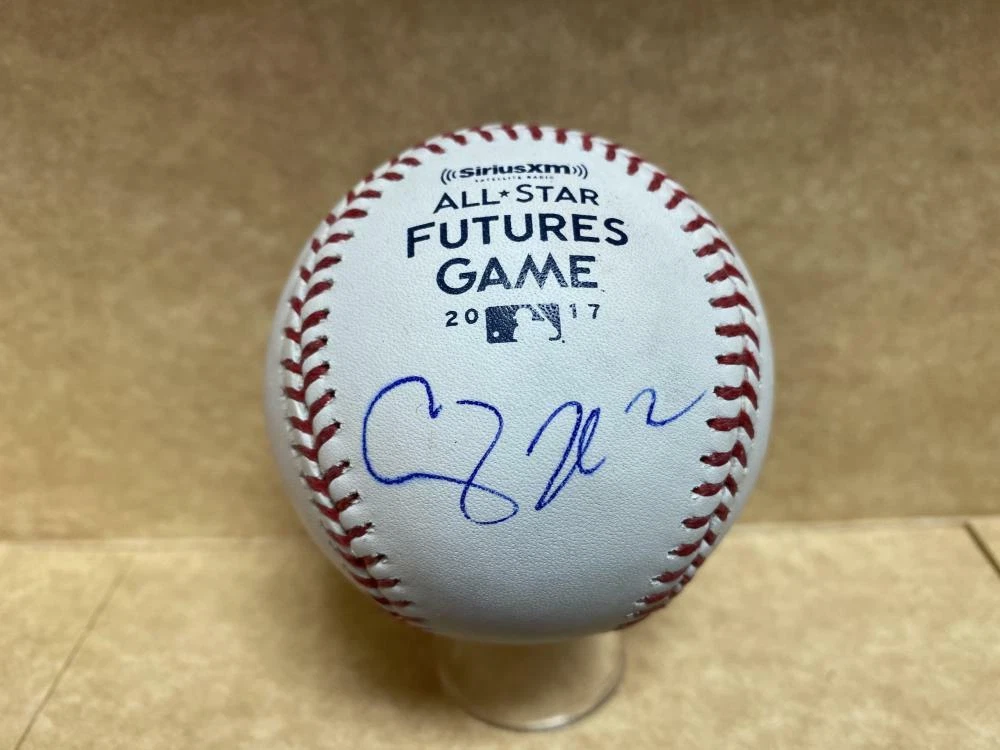 SiriusXM
SATELLITE RADIO
ALL★STAR
FUTURES
GAME
20 17